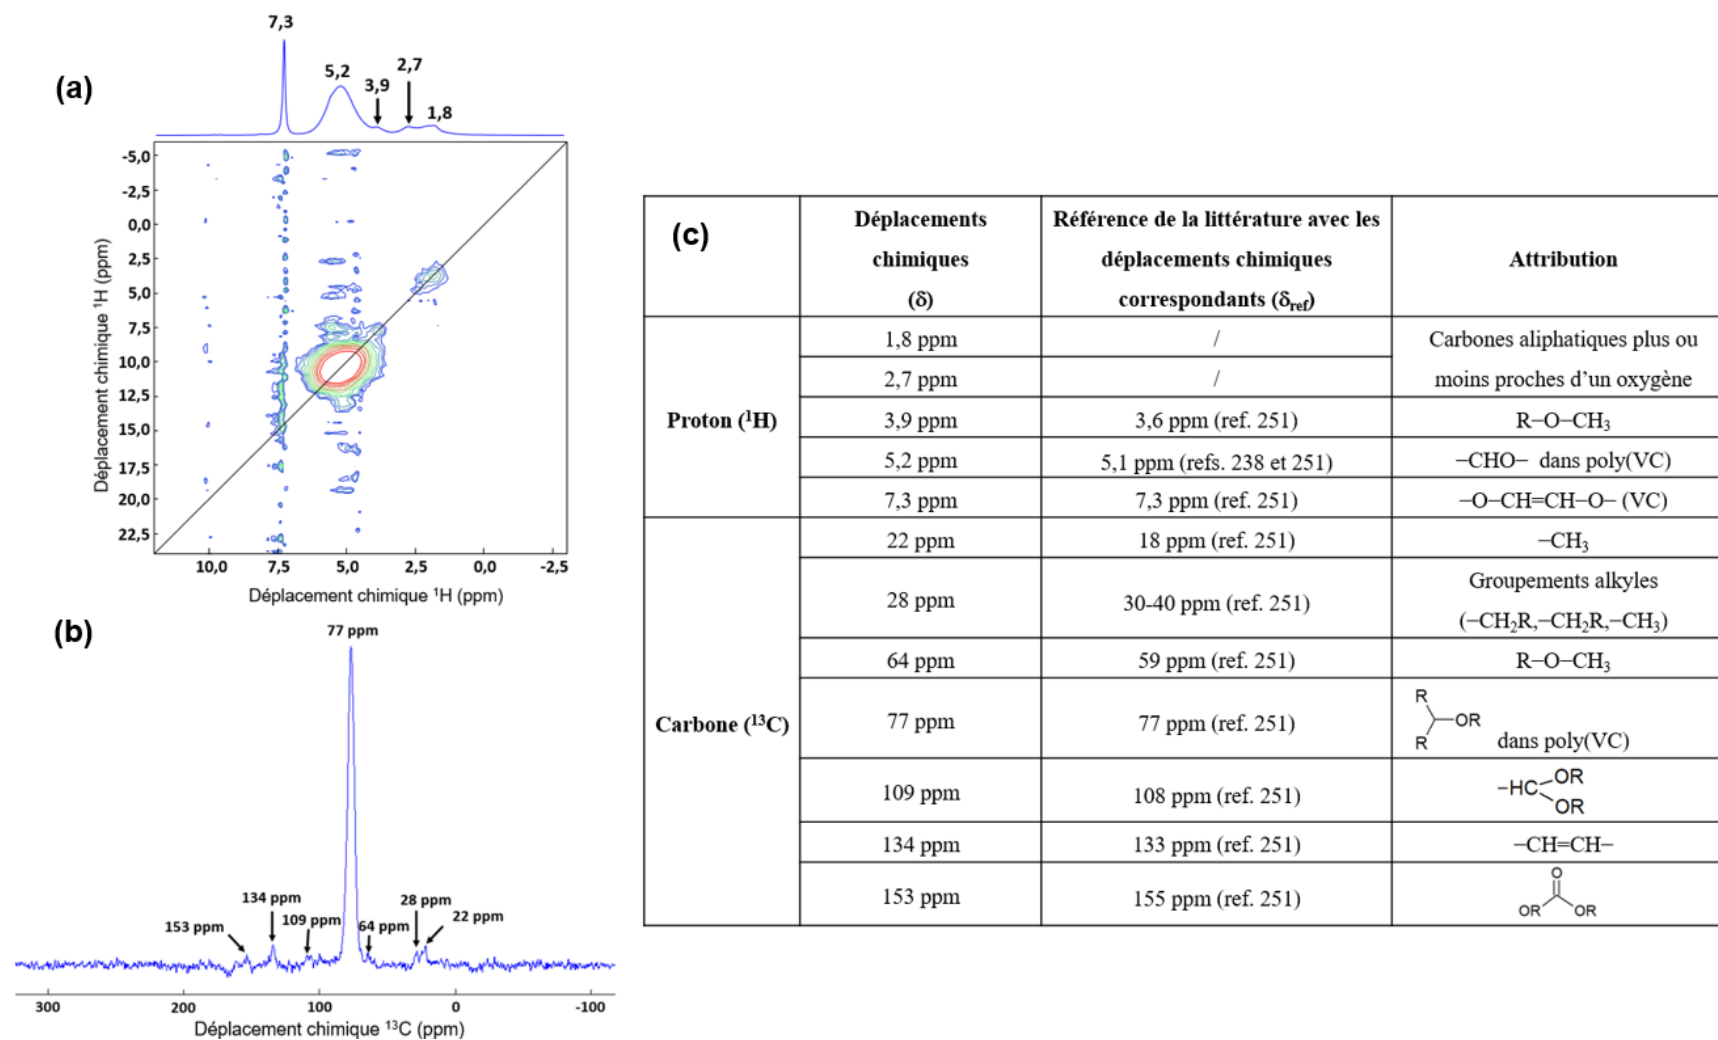 (a)
7,3
5,2
3,9
2,7
1,8
-5,0
-2,5
0,0
2,5
5,0
7,5
10,0
12,5
15,0
17,5
20,0
22,5
Déplacement chimique ¹H (ppm)
10,0 7,5 5,0 2,5 0,0 -2,5
Déplacement chimique ¹H (ppm)
(b)
77 ppm
153 ppm
134 ppm
109 ppm
64 ppm
28 ppm
22 ppm
300 200 100 0 -100
Déplacement chimique ¹³C (ppm)
(c)
Déplacements
chimiques
(δ)
Référence de la littérature avec les
déplacements chimiques
correspondants (δref)
Attribution
Proton (¹H)
1,8 ppm / Carbones aliphatiques plus ou
2,7 ppm / moins proches d’un oxygène
3,9 ppm 3,6 ppm (ref. 251) R−O−CH₃
5,2 ppm 5,1 ppm (refs. 238 et 251) −CHO− dans poly(VC)
7,3 ppm 7,3 ppm (ref. 251) −O−CH=CH−O− (VC)
Carbone (¹³C)
22 ppm 18 ppm (ref. 251) −CH₃
28 ppm 30-40 ppm (ref. 251) Groupements alkyles
(−CH₂R,−CH₂R,−CH₃)
64 ppm 59 ppm (ref. 251) R−O−CH₃
77 ppm 77 ppm (ref. 251)
R
OR
R
dans poly(VC)
109 ppm 108 ppm (ref. 251)
−HC
OR
OR
134 ppm 133 ppm (ref. 251) −CH=CH−
153 ppm 155 ppm (ref. 251)
O
OR OR